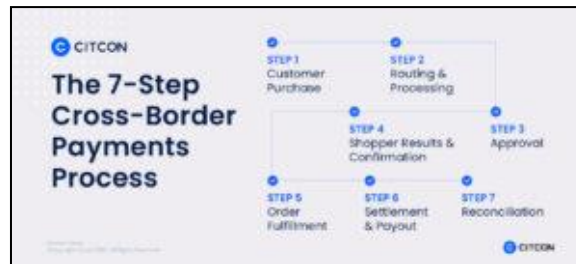 CITCON
The 7-Step
Cross-Border
Payments
Process
STEP 1
Customer
Purchase
STEP 2
Routing &
Processing
STEP 3
Approval
STEP 4
Shopper Results &
Confirmation
STEP 5
Order
Fulfillment
STEP 6
Settlement
& Payout
STEP 7
Reconciliation
CITCON